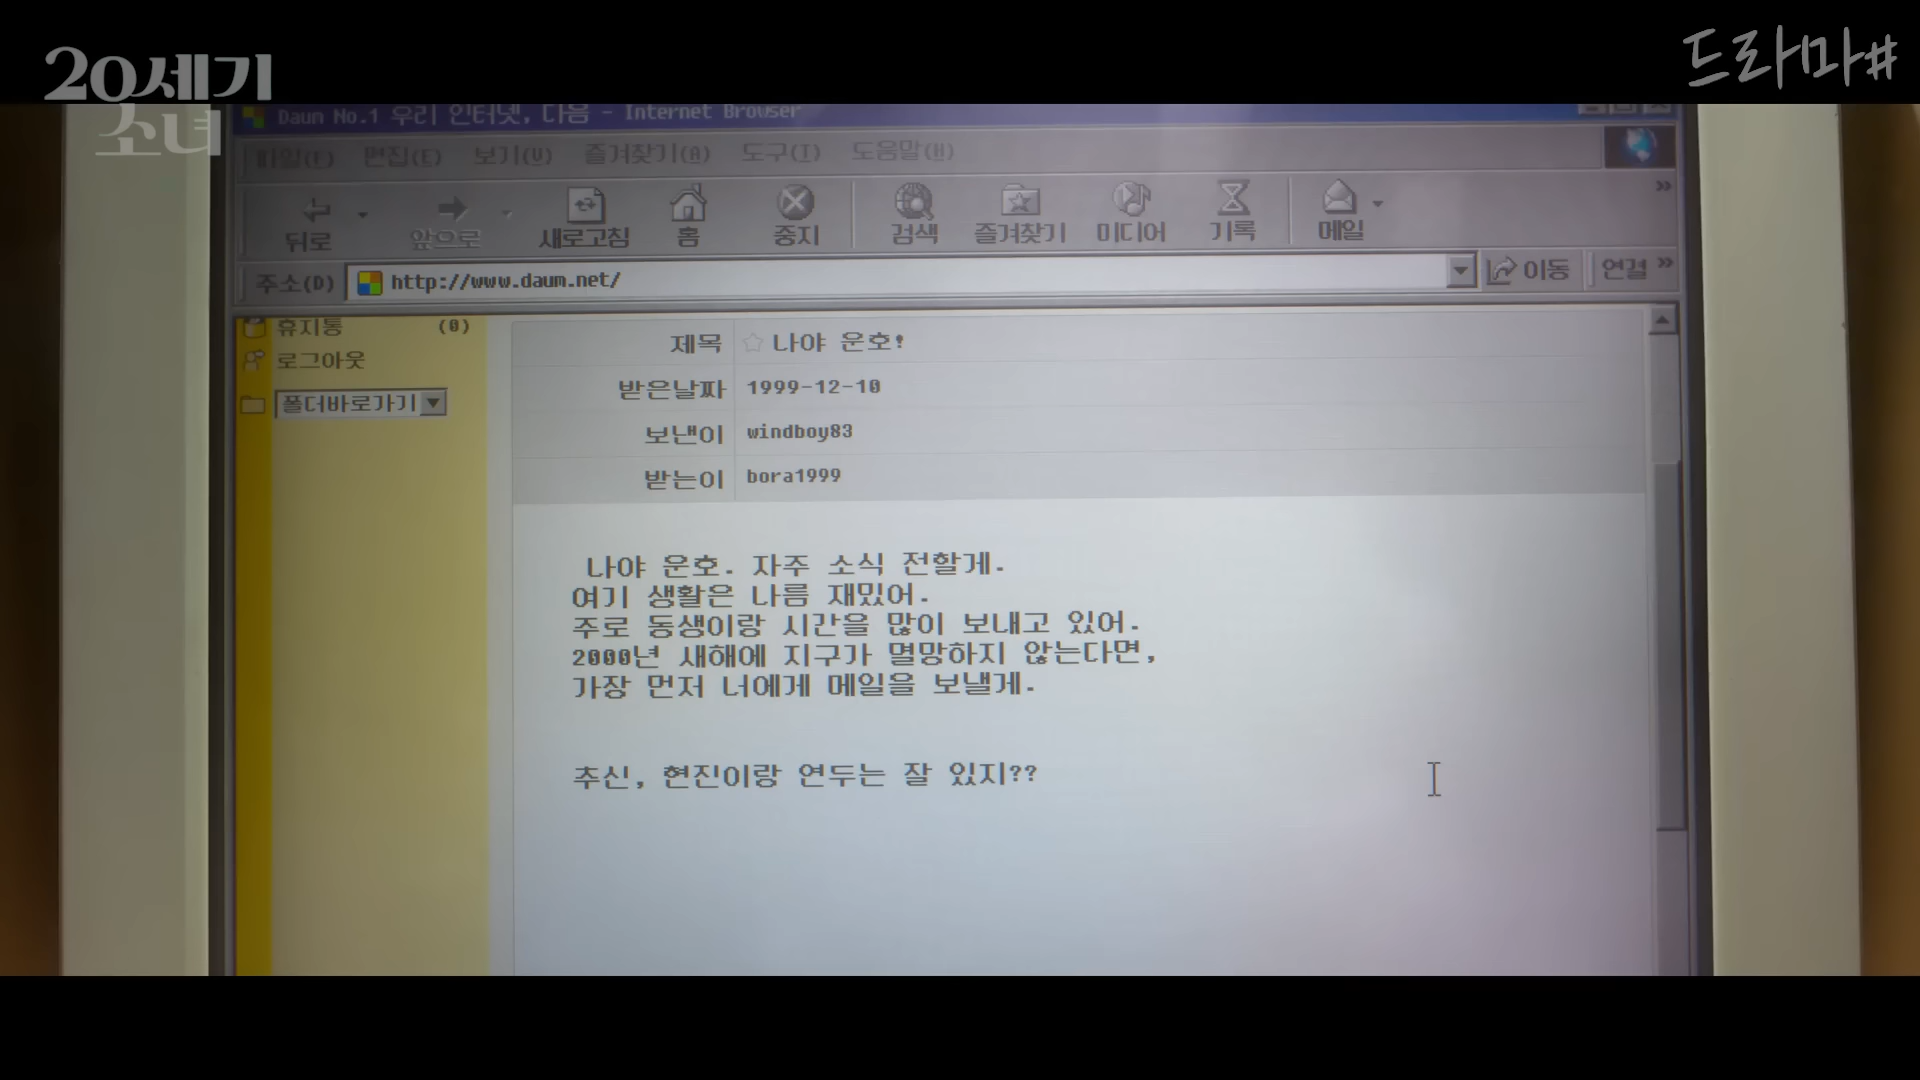 20세기
소녀
드라마#
Daum No.1 우리 인터넷, 다음 - Internet Browser
파일(F) 편집(E) 보기(V) 즐겨찾기(A) 도구(T) 도움말(H)
뒤로 앞으로 새로고침 홈 중지 검색 즐겨찾기 미디어 기록 메일 »
주소(D) http://www.daum.net/ 이동 연결 »
휴지통 (0)
로그아웃
폴더바로가기
제목 ☆ 나야 운호!
받은날짜 1999-12-10
보낸이 windboy83
받는이 bora1999
나야 운호. 자주 소식 전할게.
여기 생활은 나름 재밌어.
주로 동생이랑 시간을 많이 보내고 있어.
2000년 새해에 지구가 멸망하지 않는다면,
가장 먼저 너에게 메일을 보낼게.
추신, 현진이랑 연두는 잘 있지??